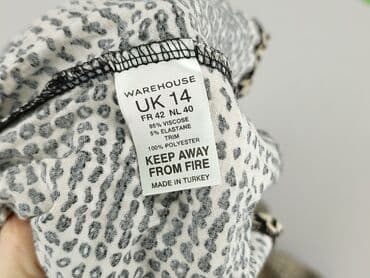 WAREHOUSE
UK 14
FR 42 NL 40
95% VISCOSE
5% ELASTANE
TRIM
100% POLYESTER
KEEP AWAY
FROM FIRE
MADE IN TURKEY